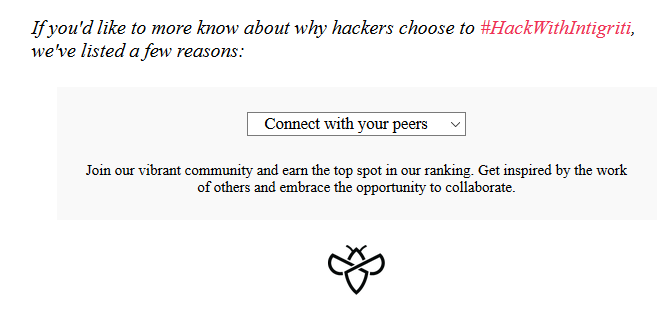 If you'd like to more know about why hackers choose to #HackWithIntigriti,
we've listed a few reasons:
Connect with your peers
Join our vibrant community and earn the top spot in our ranking. Get inspired by the work
of others and embrace the opportunity to collaborate.